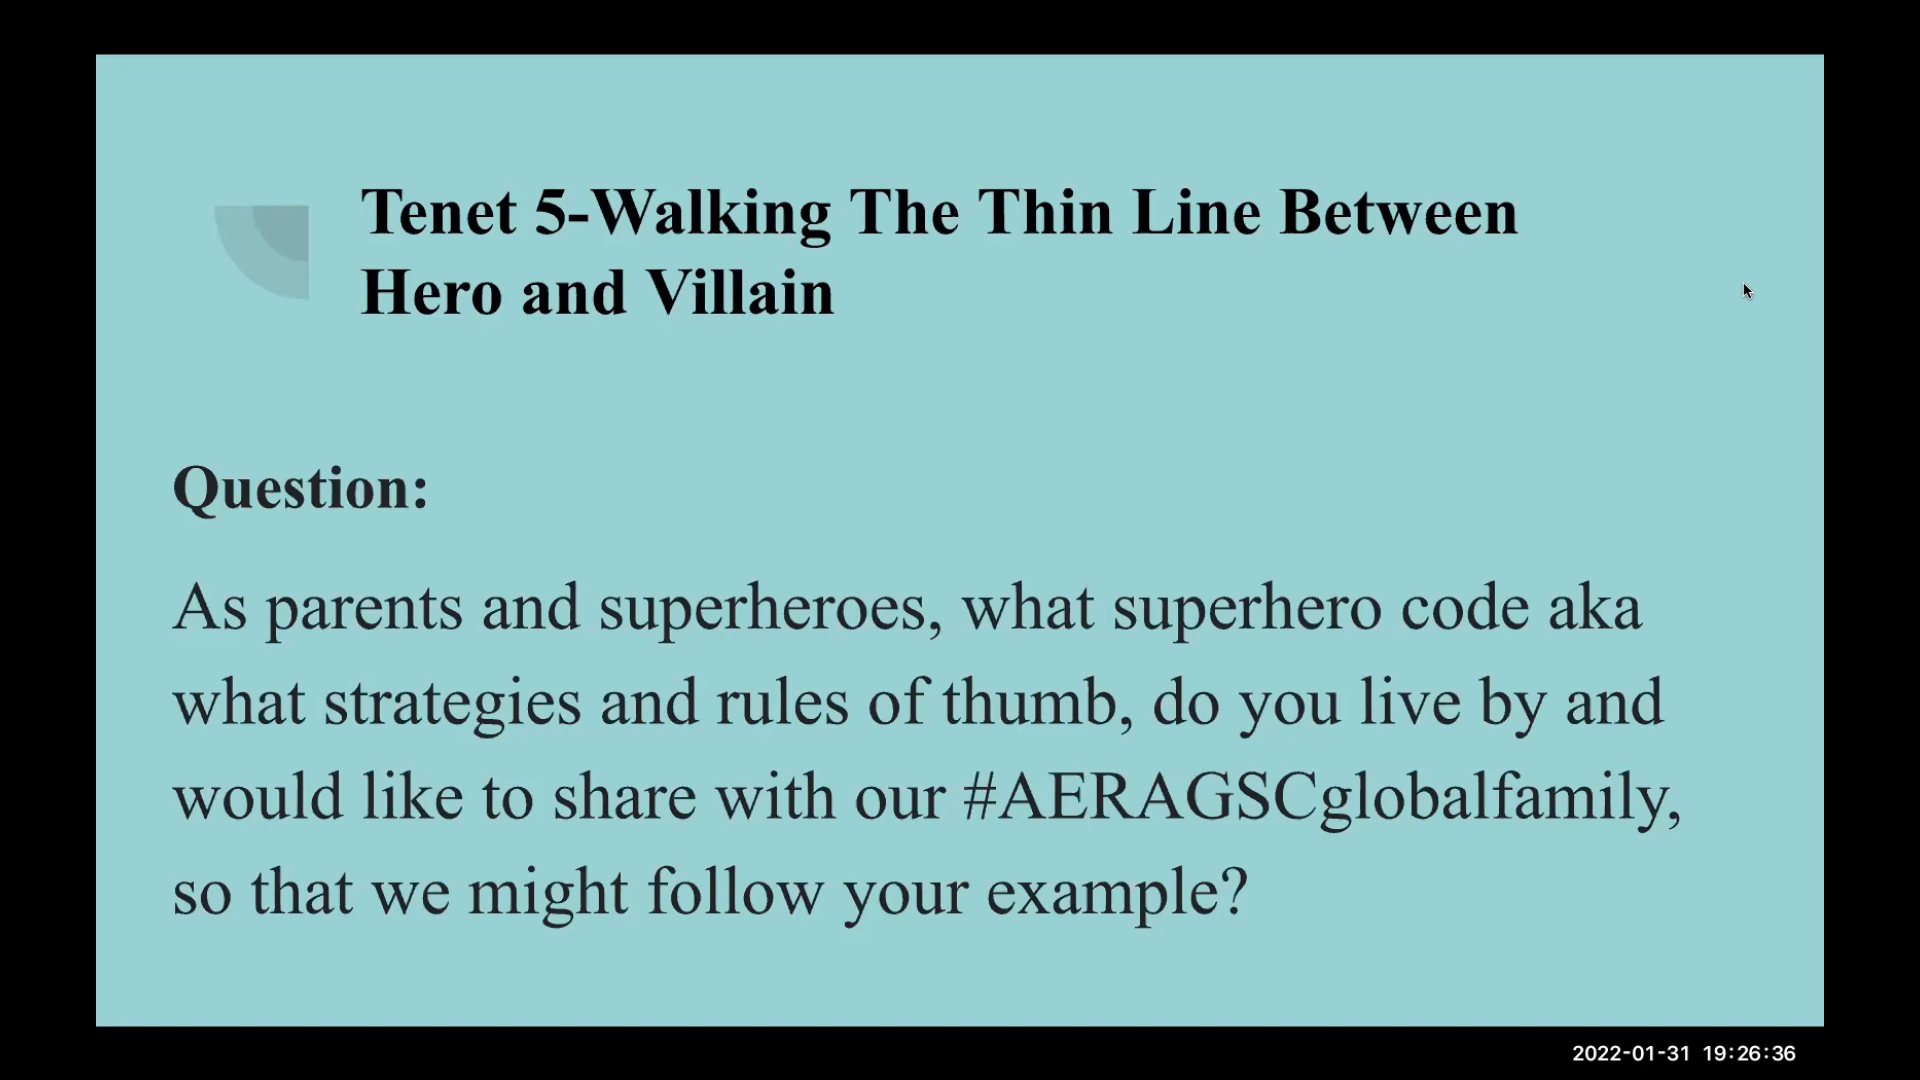 Tenet 5-Walking The Thin Line Between
Hero and Villain
Question:
As parents and superheroes, what superhero code aka
what strategies and rules of thumb, do you live by and
would like to share with our #AERAGSCglobalfamily,
so that we might follow your example?
2022-01-31 19:26:36